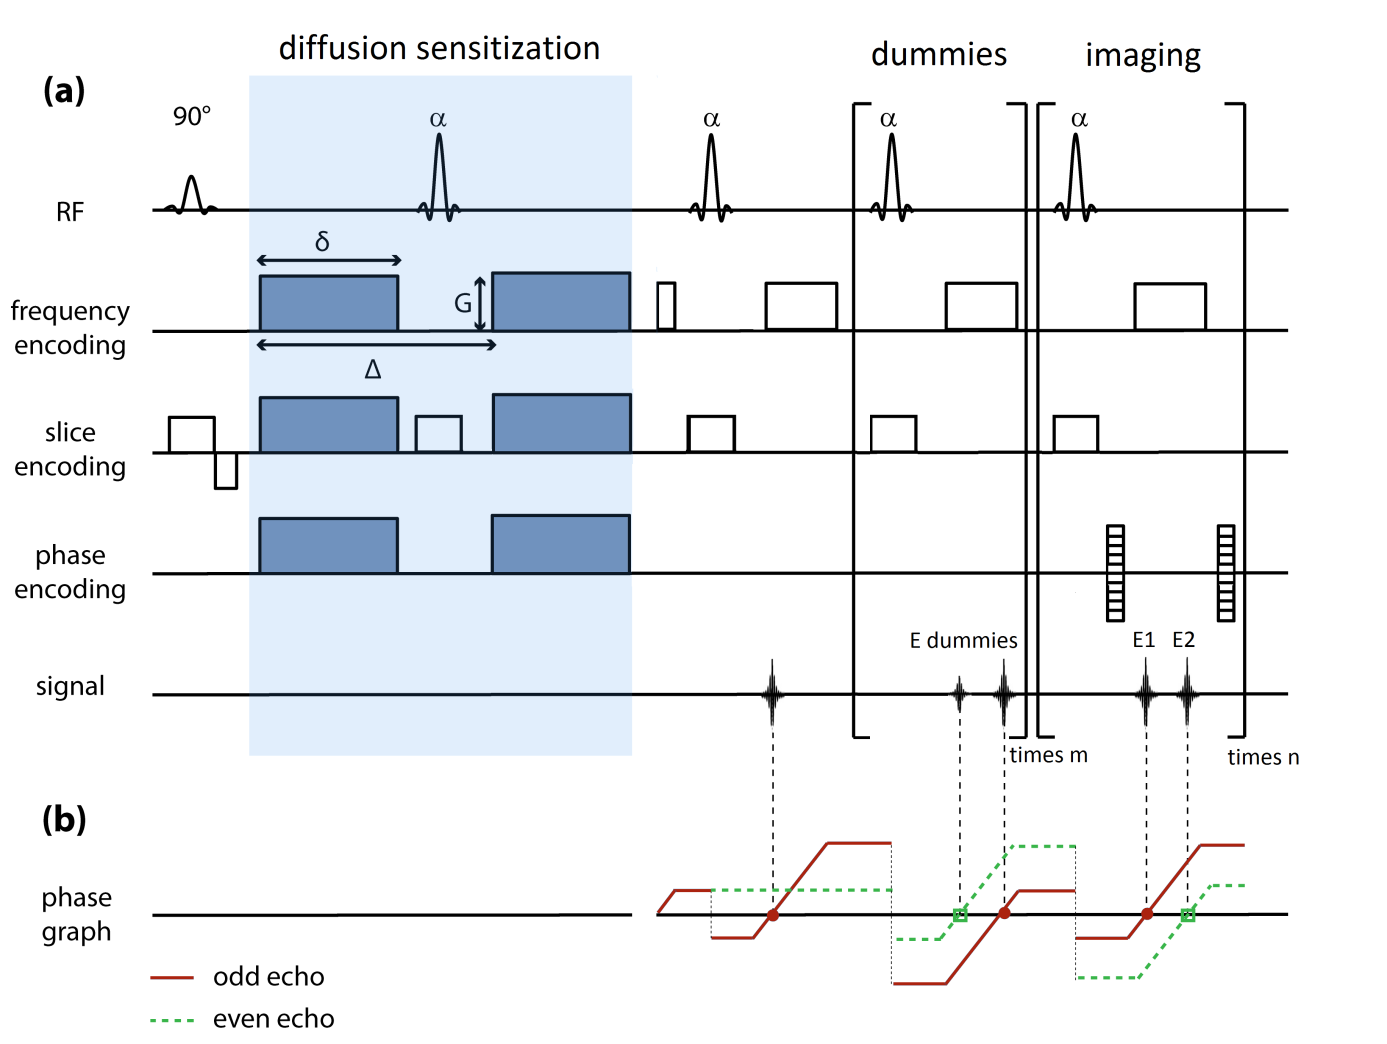 diffusion sensitization
dummies
imaging
(a)
90°
α
α
α
α
RF
δ
G
frequency
encoding
Δ
slice
encoding
phase
encoding
E dummies
E1
E2
signal
times m
times n
(b)
phase
graph
odd echo
even echo